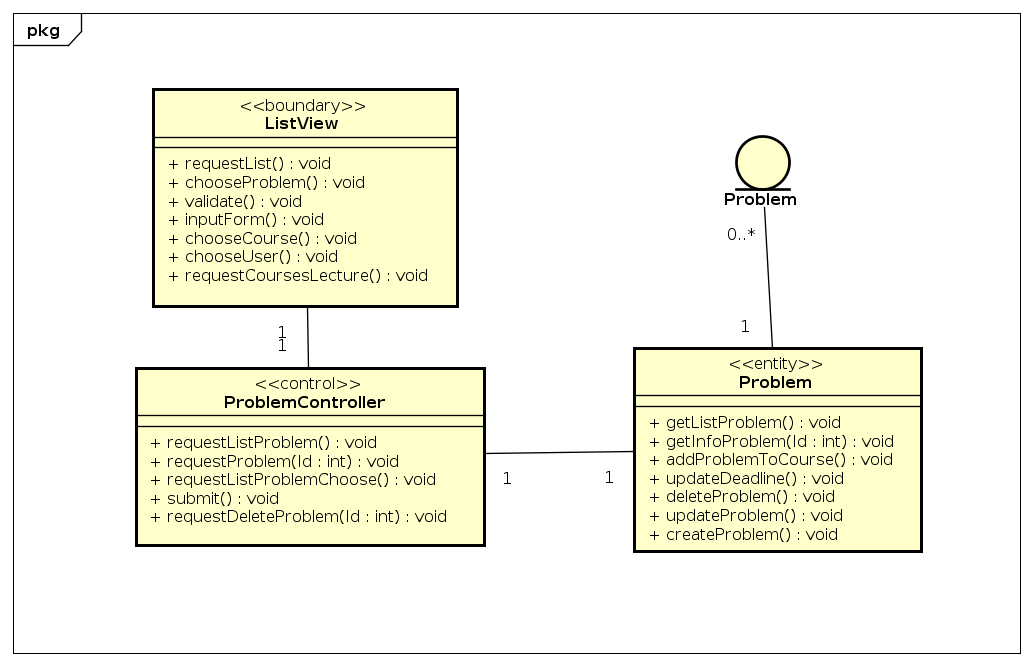 pkg
<<boundary>>
ListView
+ requestList() : void
+ chooseProblem() : void
+ validate() : void
+ inputForm() : void
+ chooseCourse() : void
+ chooseUser() : void
+ requestCoursesLecture() : void
Problem
0..*
1
1
1
<<control>>
ProblemController
+ requestListProblem() : void
+ requestProblem(Id : int) : void
+ requestListProblemChoose() : void
+ submit() : void
+ requestDeleteProblem(Id : int) : void
1
1
<<entity>>
Problem
+ getListProblem() : void
+ getInfoProblem(Id : int) : void
+ addProblemToCourse() : void
+ updateDeadline() : void
+ deleteProblem() : void
+ updateProblem() : void
+ createProblem() : void